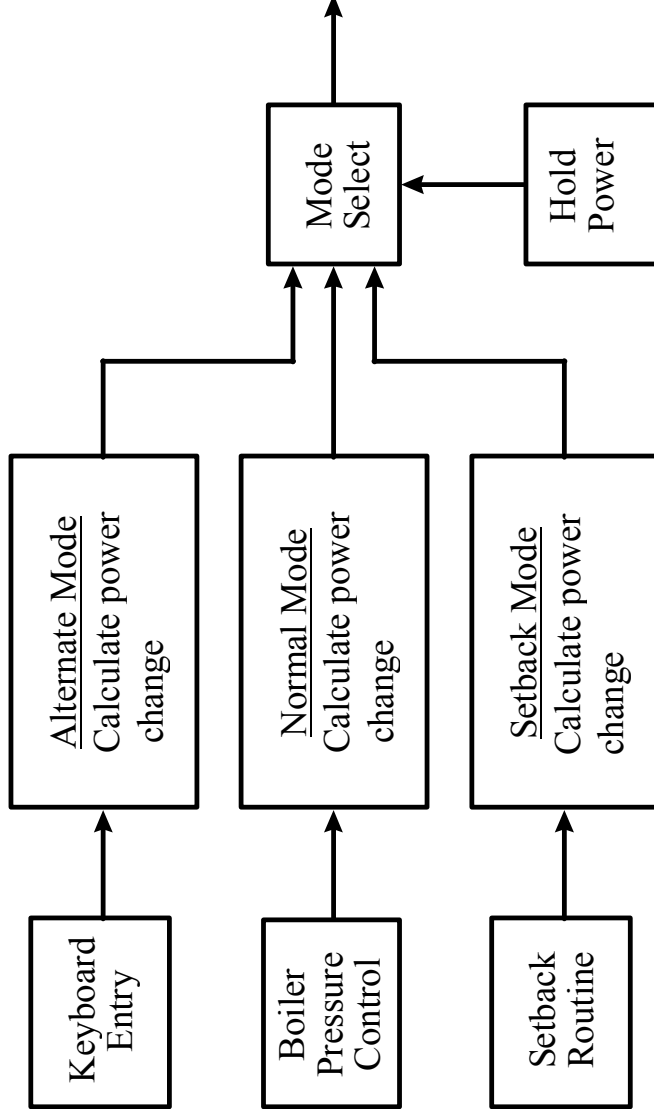 Keyboard
Entry
Alternate Mode
Calculate power
change
Boiler
Pressure
Control
Normal Mode
Calculate power
change
Mode
Select
Setback
Routine
Setback Mode
Calculate power
change
Hold
Power